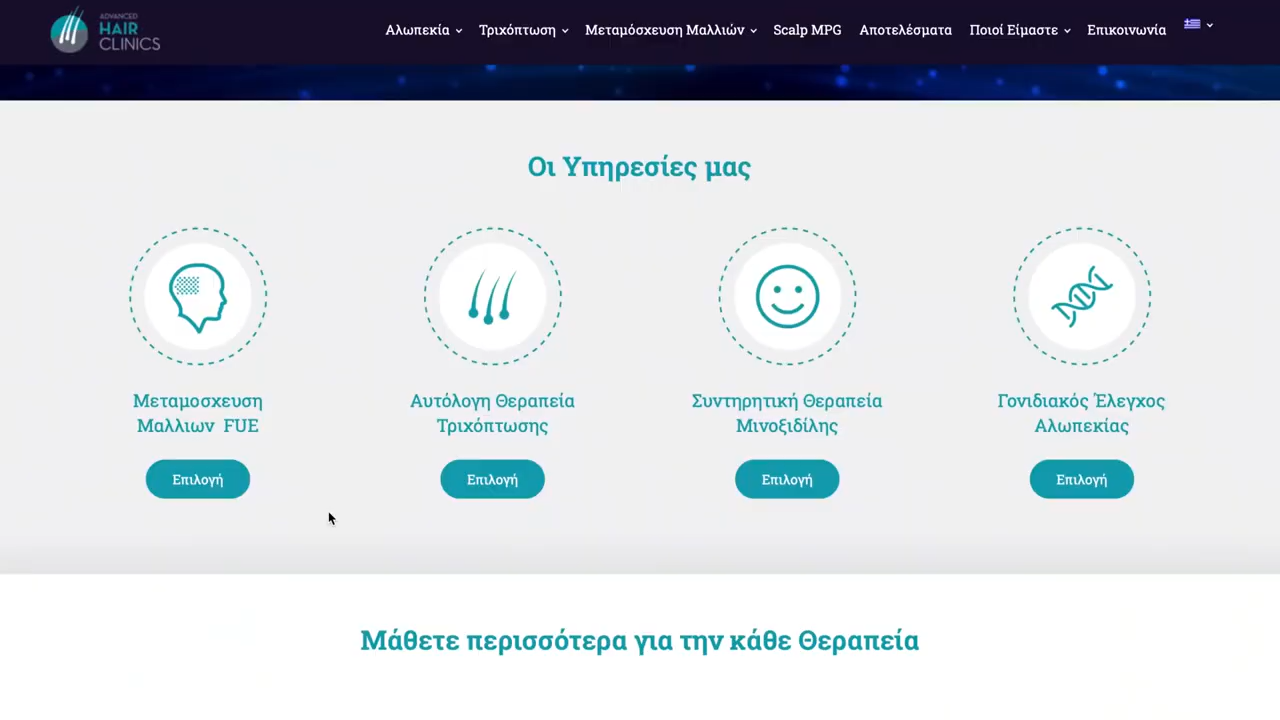 ADVANCED
HAIR
CLINICS
Αλωπεκία
Τριχόπτωση
Μεταμόσχευση Μαλλιών
Scalp MPG
Αποτελέσματα
Ποιοί Είμαστε
Επικοινωνία
Οι Υπηρεσίες μας
Μεταμοσχευση
Μαλλιων FUE
Επιλογή
Αυτόλογη Θεραπεία
Τριχόπτωσης
Επιλογή
Συντηρητική Θεραπεία
Μινοξιδίλης
Επιλογή
Γονιδιακός Έλεγχος
Αλωπεκίας
Επιλογή
Μάθετε περισσότερα για την κάθε Θεραπεία